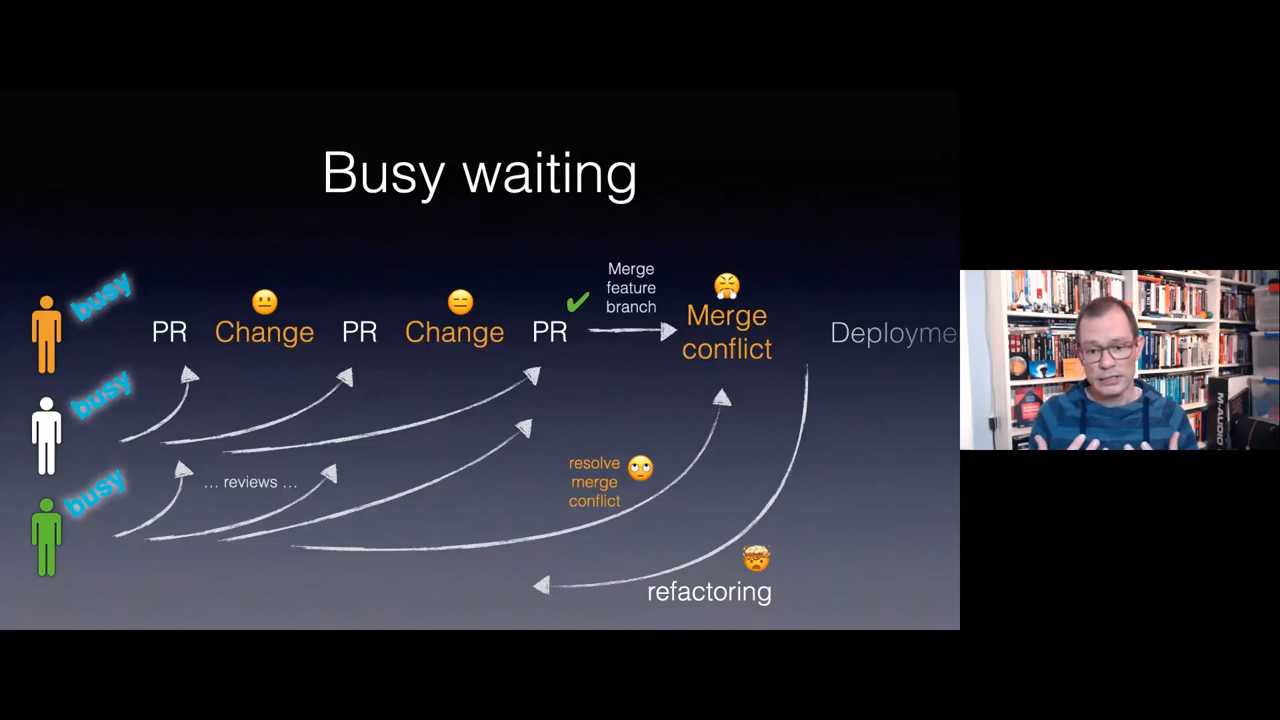 Busy waiting
busy
busy
busy
PR
Change
PR
Change
PR
Merge
feature
branch
Merge
conflict
Deployme
... reviews ...
resolve
merge
conflict
refactoring
M-AUDIO